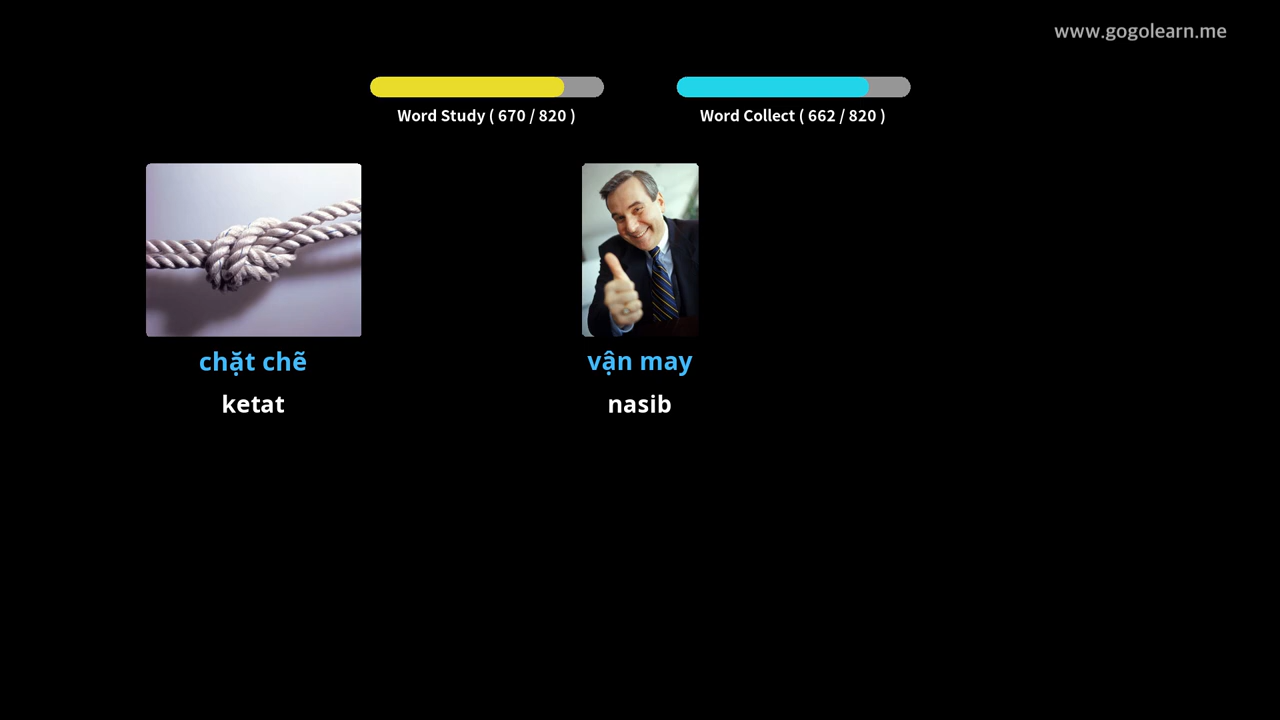 www.gogolearn.me
Word Study ( 670 / 820 )
Word Collect ( 662 / 820 )
chặt chẽ
vận may
ketat
nasib